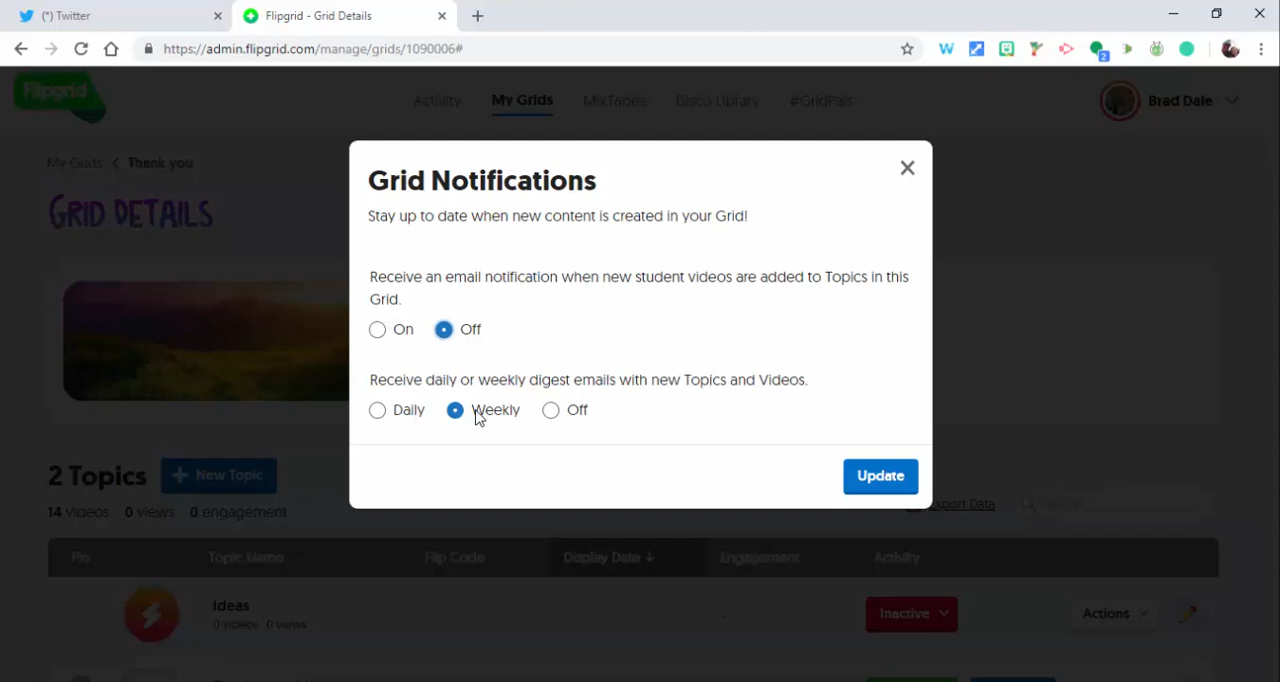 (*) Twitter
Flipgrid - Grid Details
https://admin.flipgrid.com/manage/grids/1090006#
2
Flipgrid
Activity
My Grids
MixTapes
Disco Library
#GridPals
Brad Dale
My Grids < Thank you
GRID DETAILS
Grid Notifications
Stay up to date when new content is created in your Grid!
Receive an email notification when new student videos are added to Topics in this
Grid.
On Off
Receive daily or weekly digest emails with new Topics and Videos.
Daily Weekly Off
Update
2 Topics
+ New Topic
14 videos 0 views 0 engagement
Export Data
Search
Pin Topic Name Flip Code Display Date ↓ Engagement Activity
Ideas
0 videos, 0 views
-
Inactive
Actions